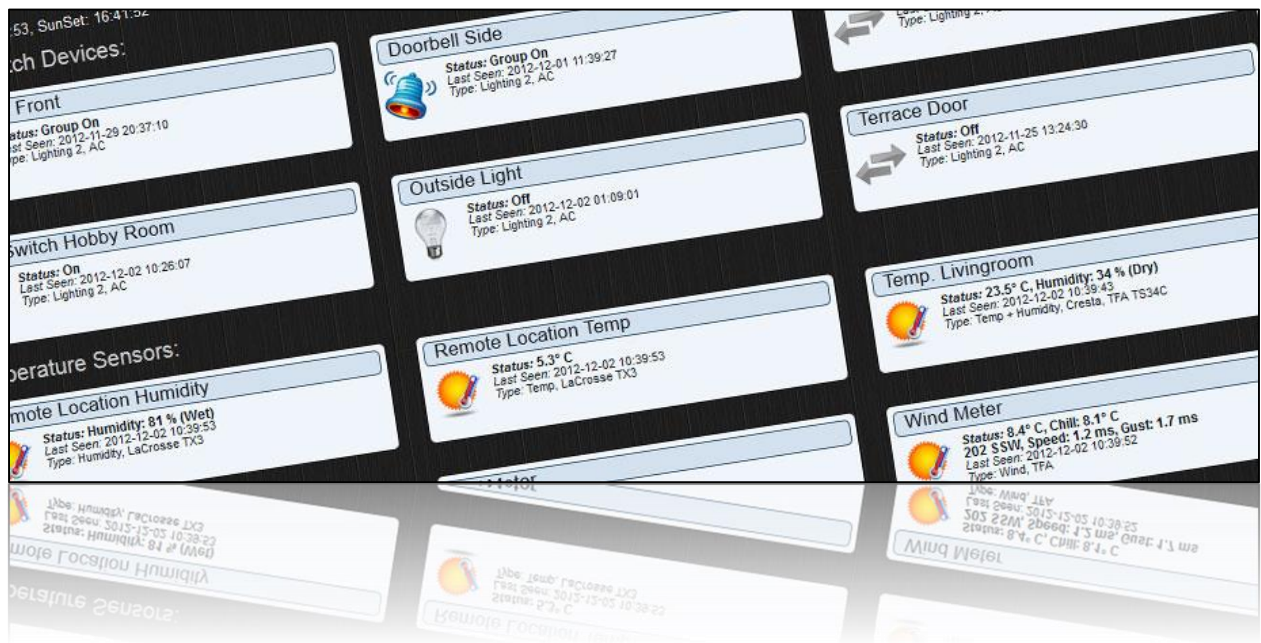 :53, SunSet: 16:41:52
tch Devices:
Front
Status: Group On
Last Seen: 2012-11-29 20:37:10
Type: Lighting 2, AC
Doorbell Side
Status: Group On
Last Seen: 2012-12-01 11:39:27
Type: Lighting 2, AC
Type: Lighting 2, AC
Switch Hobby Room
Status: On
Last Seen: 2012-12-02 10:26:07
Type: Lighting 2, AC
Outside Light
Status: Off
Last Seen: 2012-12-02 01:09:01
Type: Lighting 2, AC
Terrace Door
Status: Off
Last Seen: 2012-11-25 13:24:30
Type: Lighting 2, AC
perature Sensors:
mote Location Humidity
Status: Humidity: 81 % (Wet)
Last Seen: 2012-12-02 10:39:53
Type: Humidity, LaCrosse TX3
Remote Location Temp
Status: 5.3° C
Last Seen: 2012-12-02 10:39:53
Type: Temp, LaCrosse TX3
Temp. Livingroom
Status: 23.5° C, Humidity: 34 % (Dry)
Last Seen: 2012-12-02 10:39:43
Type: Temp + Humidity, Cresta, TFA TS34C
Wind Meter
Status: 8.4° C, Chill: 8.1° C
202 SSW, Speed: 1.2 ms, Gust: 1.7 ms
Last Seen: 2012-12-02 10:39:52
Type: Wind, TFA